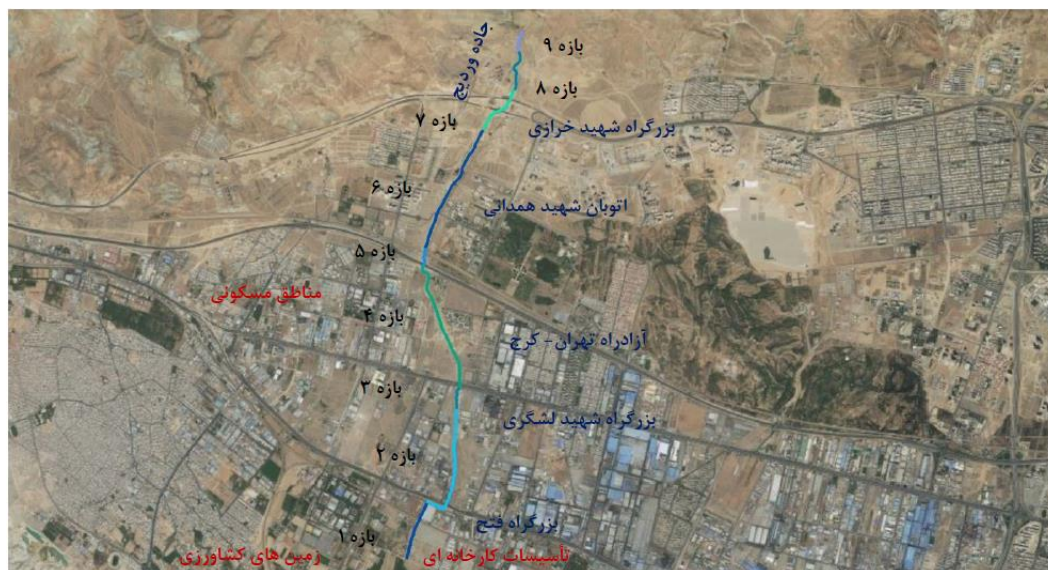 جاده وردیج
بازه ۹
بازه ۸
بازه ۷
بزرگراه شهید خرازی
بازه ۶
اتوبان شهید همدانی
بازه ۵
مناطق مسکونی
بازه ۴
آزادراه تهران - کرج
بازه ۳
بزرگراه شهید لشگری
بازه ۲
بزرگراه فتح
بازه ۱
زمین های کشاورزی
تأسیسات کارخانه ای